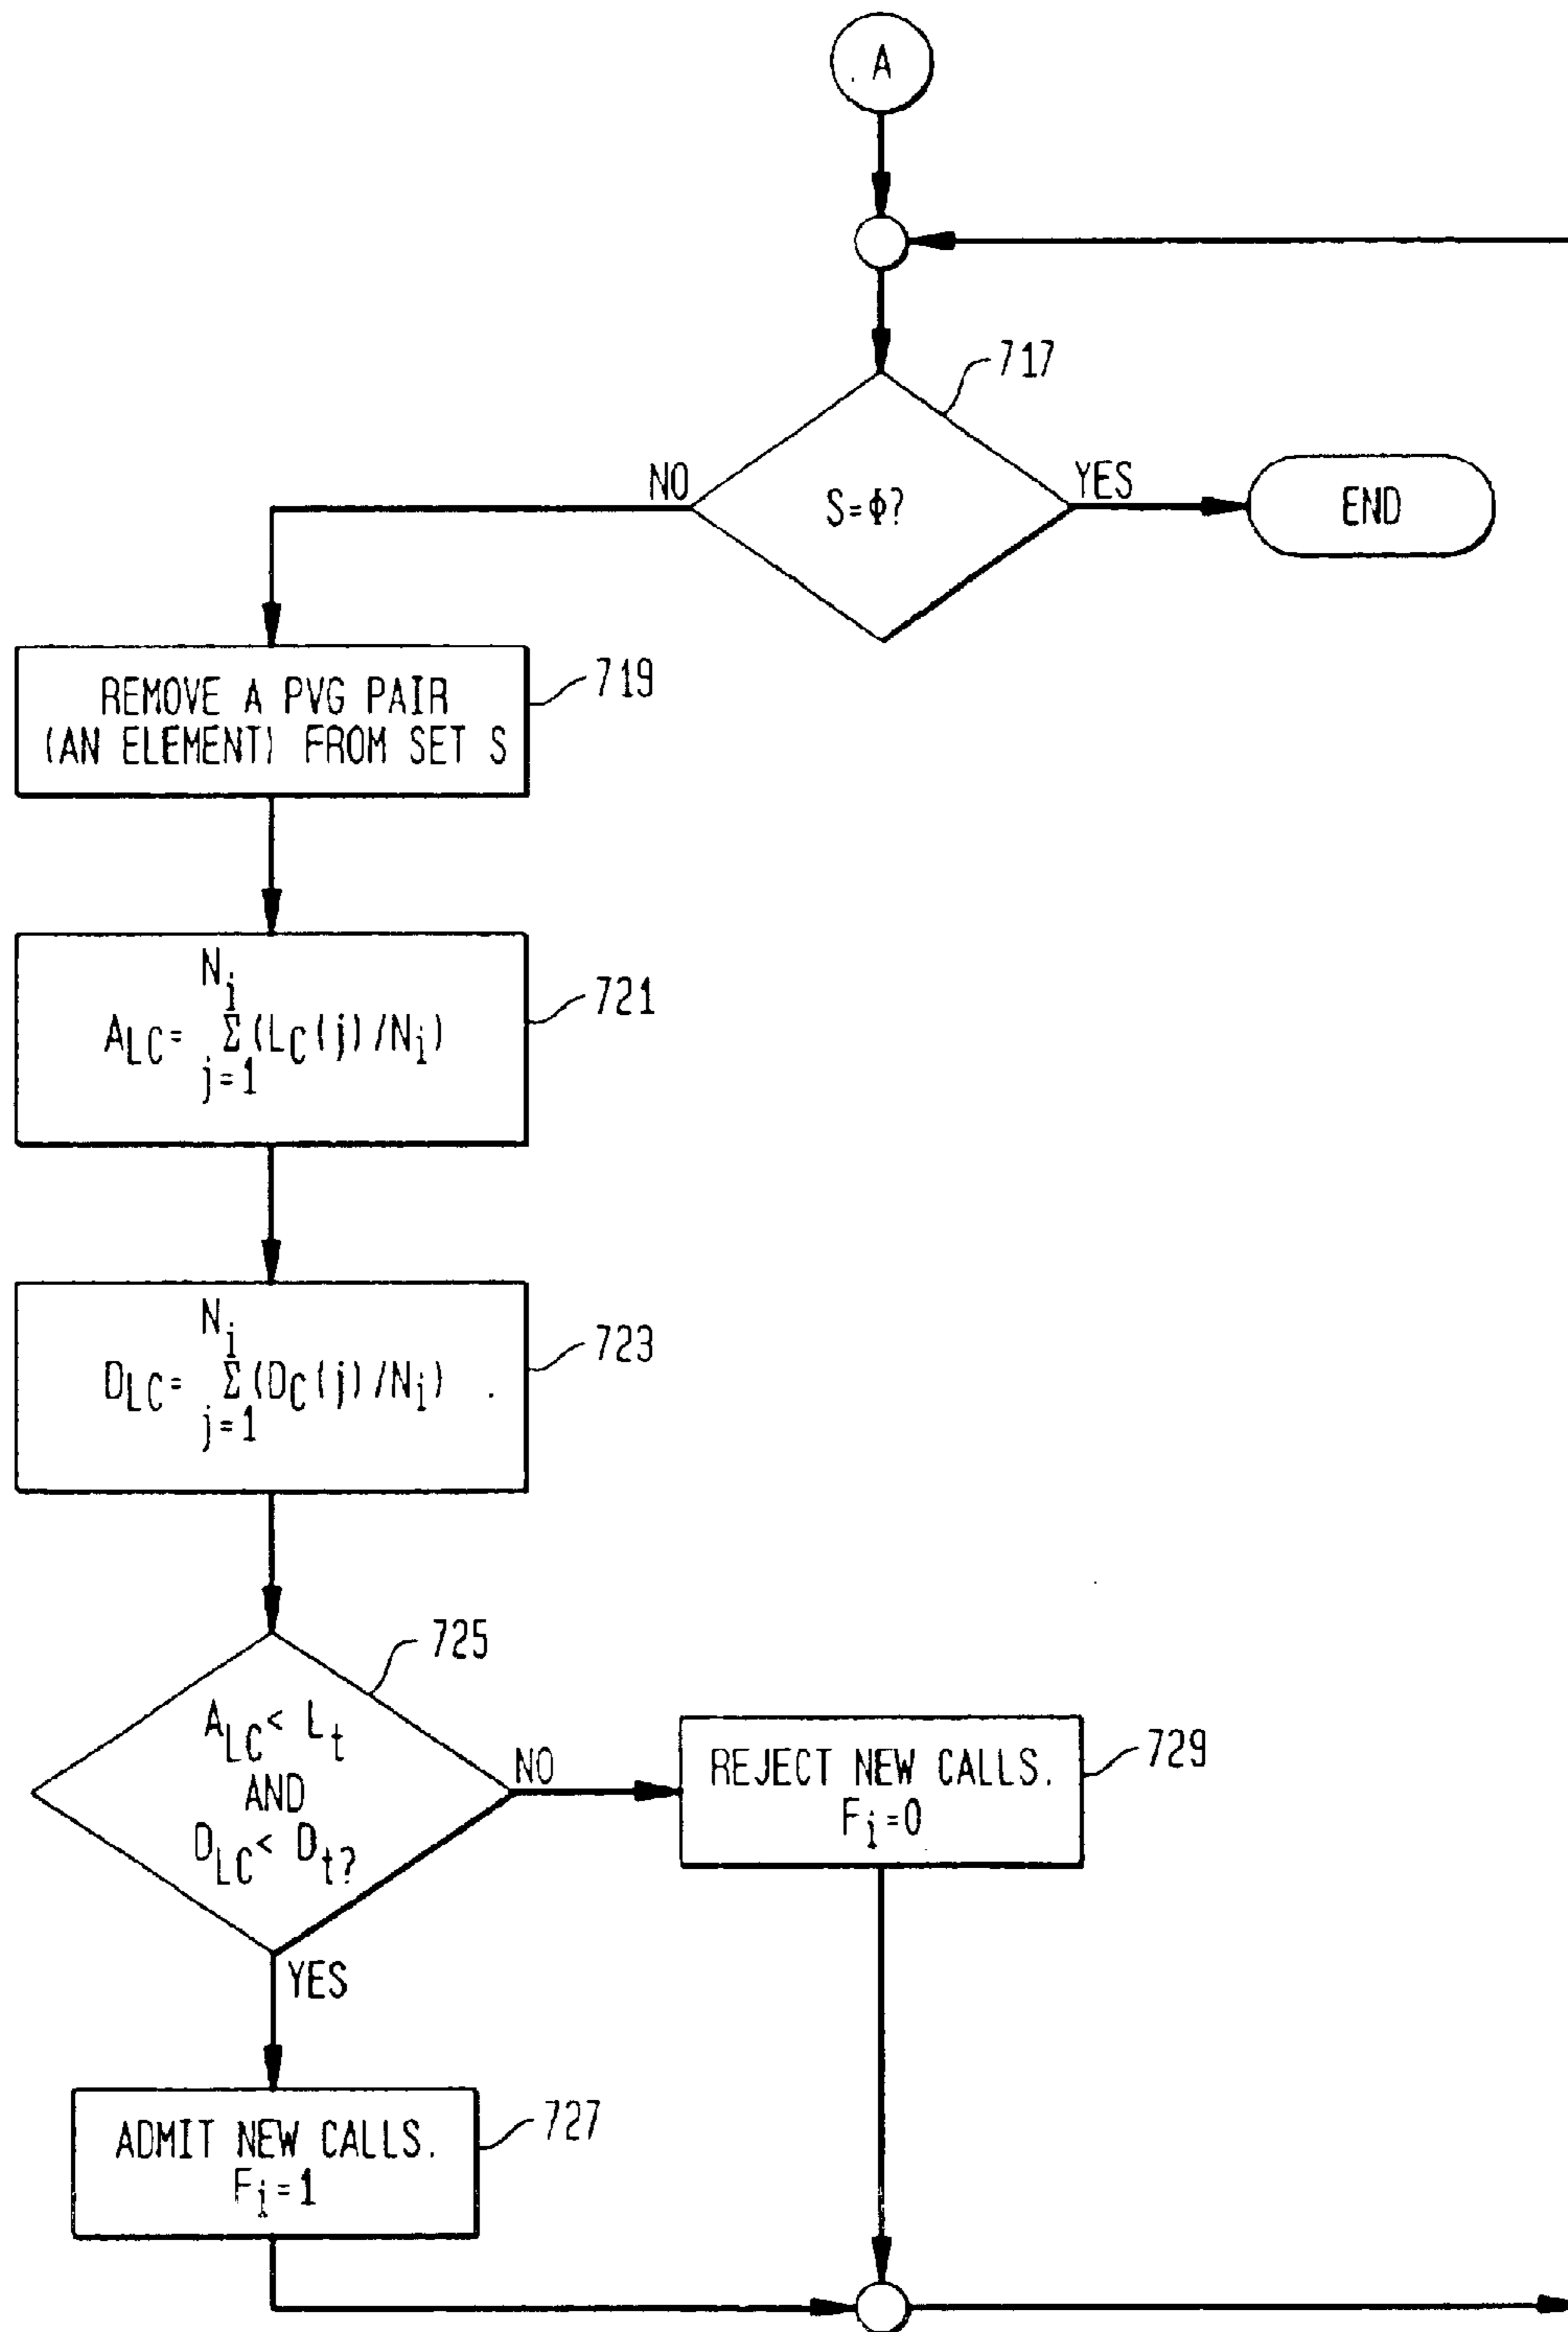 A
717
NO
YES
S=Φ?
END
REMOVE A PVG PAIR
(AN ELEMENT) FROM SET S
719
N_i
A_LC= Σ(L_C(j)/N_i)
j=1
721
N_i
D_LC= Σ(D_C(j)/N_i)
j=1
723
725
A_LC< L_t
AND
D_LC< D_t?
NO
REJECT NEW CALLS.
F_i=0
729
YES
ADMIT NEW CALLS.
F_i=1
727